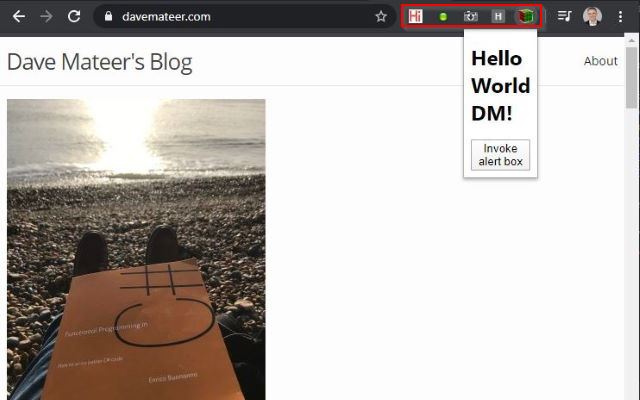 davemateer.com
Hi
H
Dave Mateer's Blog
About
Hello
World
DM!
Invoke
alert box
C#
Functional Programming in
How to write better C# code
Enrico Buonanno